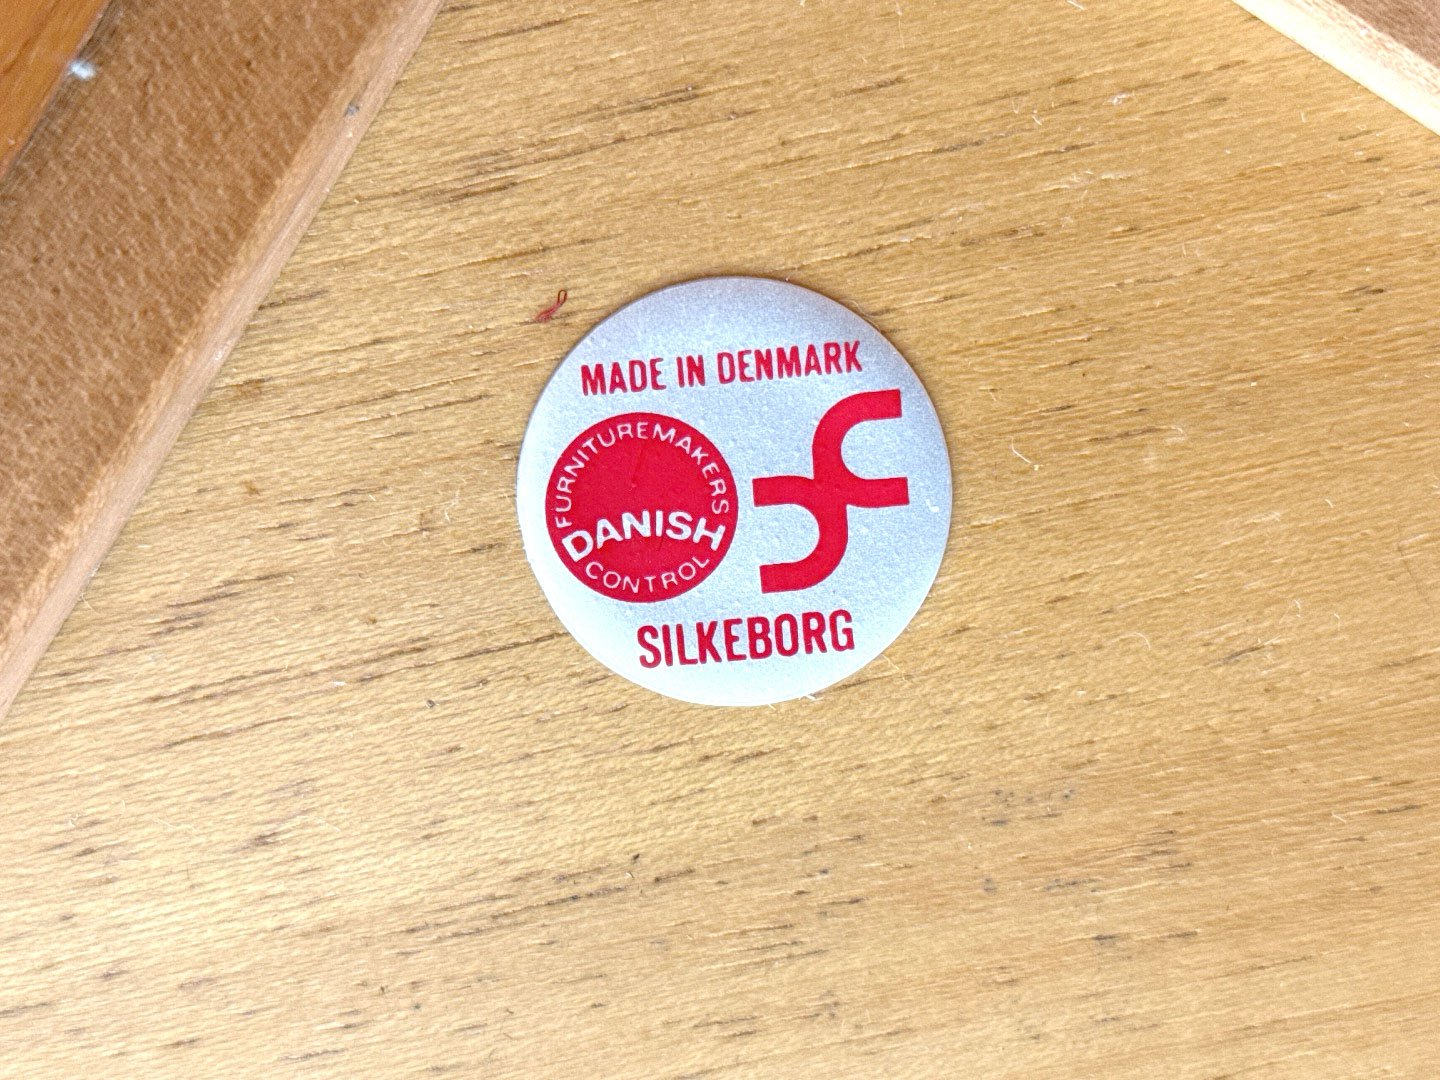 MADE IN DENMARK
FURNITUREMAKERS
DANISH
CONTROL
SILKEBORG